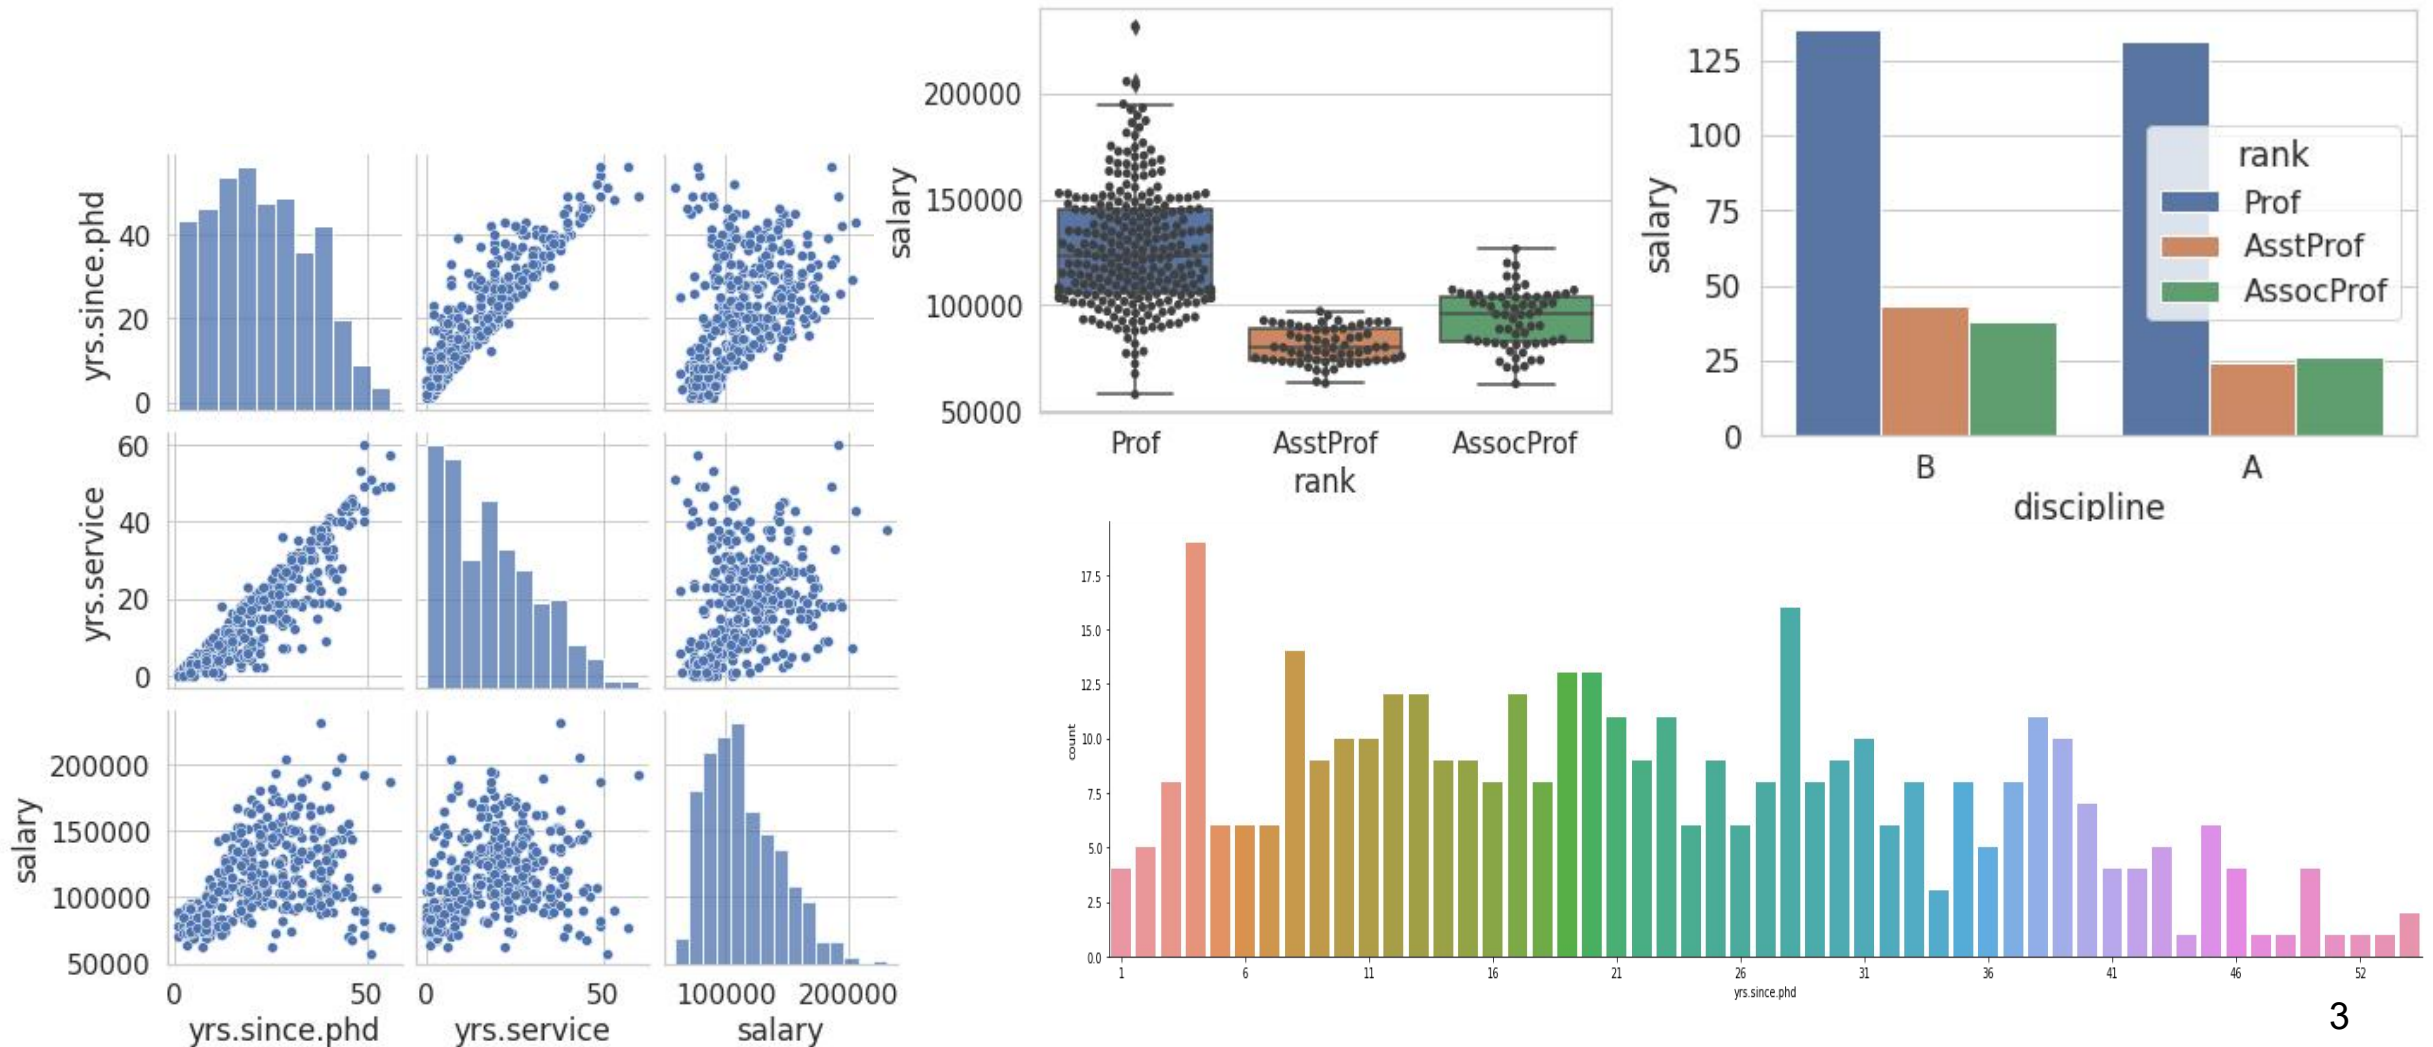 yrs.since.phd
40
20
0
yrs.service
60
40
20
0
salary
200000
150000
100000
50000
0 50
0 50
100000 200000
yrs.since.phd
yrs.service
salary
salary
200000
150000
100000
50000
Prof AsstProf AssocProf
rank
salary
125
100
75
50
25
0
rank
Prof
AsstProf
AssocProf
B A
discipline
count
17.5
15.0
12.5
10.0
7.5
5.0
2.5
0.0
1 6 11 16 21 26 31 36 41 46 52
yrs.since.phd
3